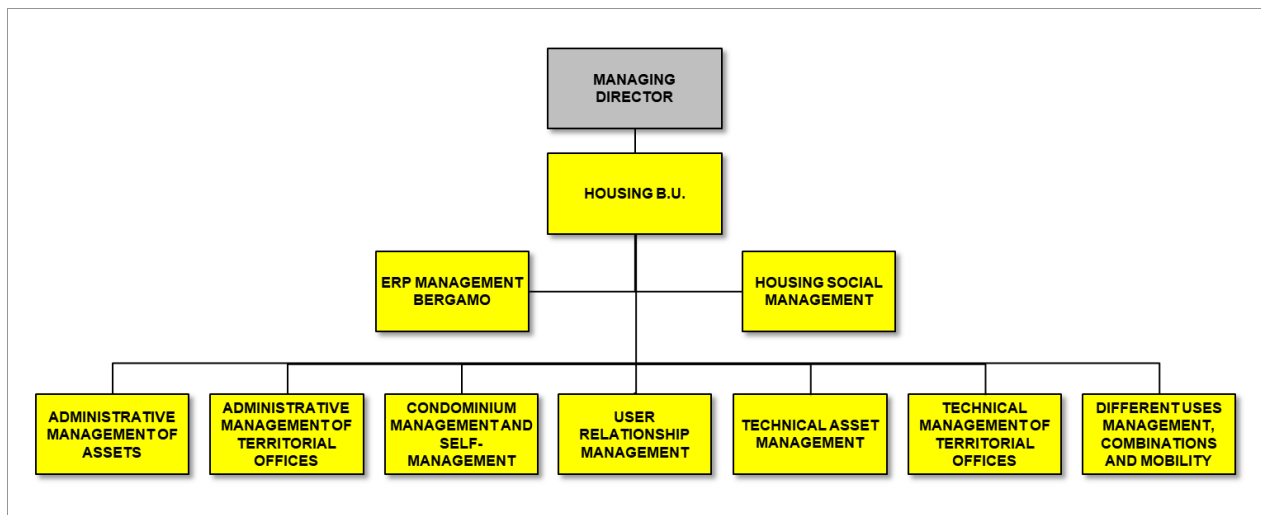 MANAGING
DIRECTOR
HOUSING B.U.
ERP MANAGEMENT
BERGAMO
HOUSING SOCIAL
MANAGEMENT
ADMINISTRATIVE
MANAGEMENT OF
ASSETS
ADMINISTRATIVE
MANAGEMENT OF
TERRITORIAL
OFFICES
CONDOMINIUM
MANAGEMENT AND
SELF-
MANAGEMENT
USER
RELATIONSHIP
MANAGEMENT
TECHNICAL ASSET
MANAGEMENT
TECHNICAL
MANAGEMENT OF
TERRITORIAL
OFFICES
DIFFERENT USES
MANAGEMENT,
COMBINATIONS
AND MOBILITY